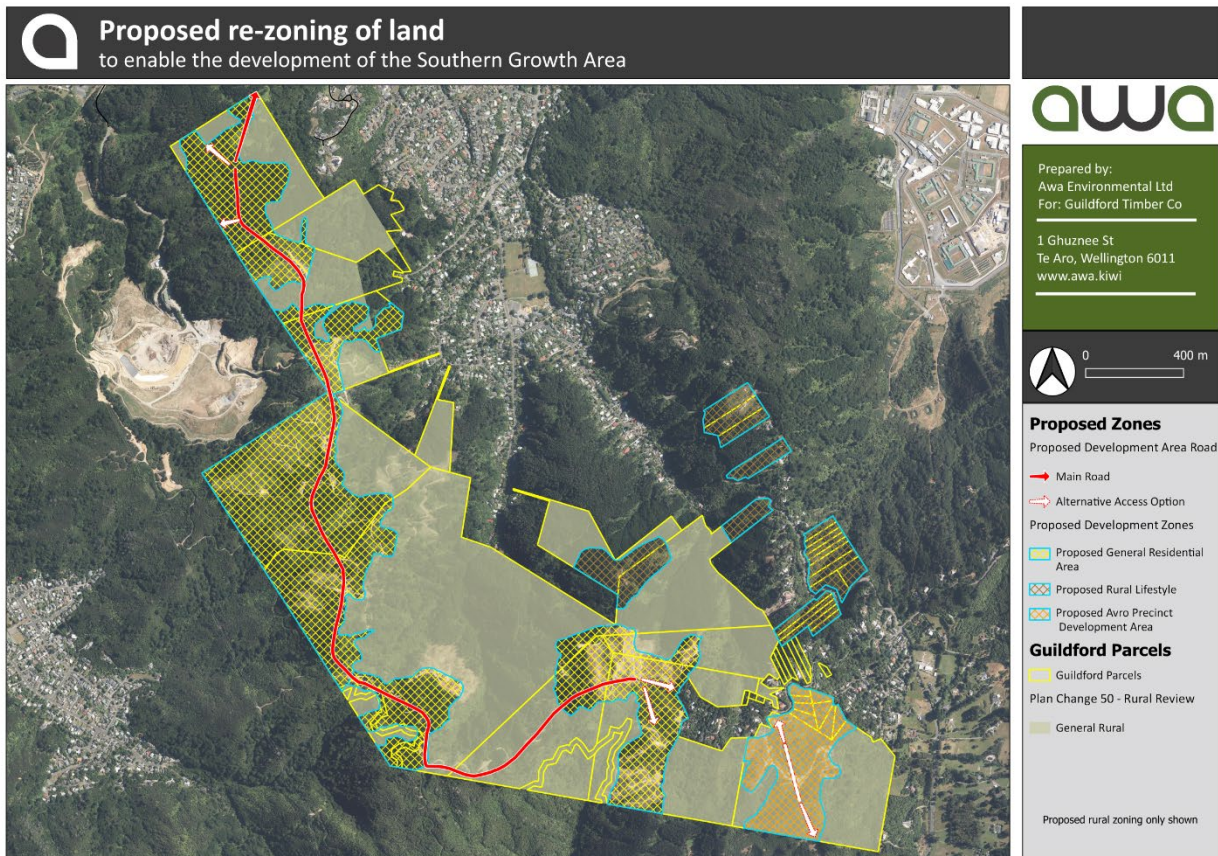 Proposed re-zoning of land
to enable the development of the Southern Growth Area
awa
Prepared by:
Awa Environmental Ltd
For: Guildford Timber Co
1 Ghuznee St
Te Aro, Wellington 6011
www.awa.kiwi
0 400 m
Proposed Zones
Proposed Development Area Road
Main Road
Alternative Access Option
Proposed Development Zones
Proposed General Residential
Area
Proposed Rural Lifestyle
Proposed Avro Precinct
Development Area
Guildford Parcels
Guildford Parcels
Plan Change 50 - Rural Review
General Rural
Proposed rural zoning only shown